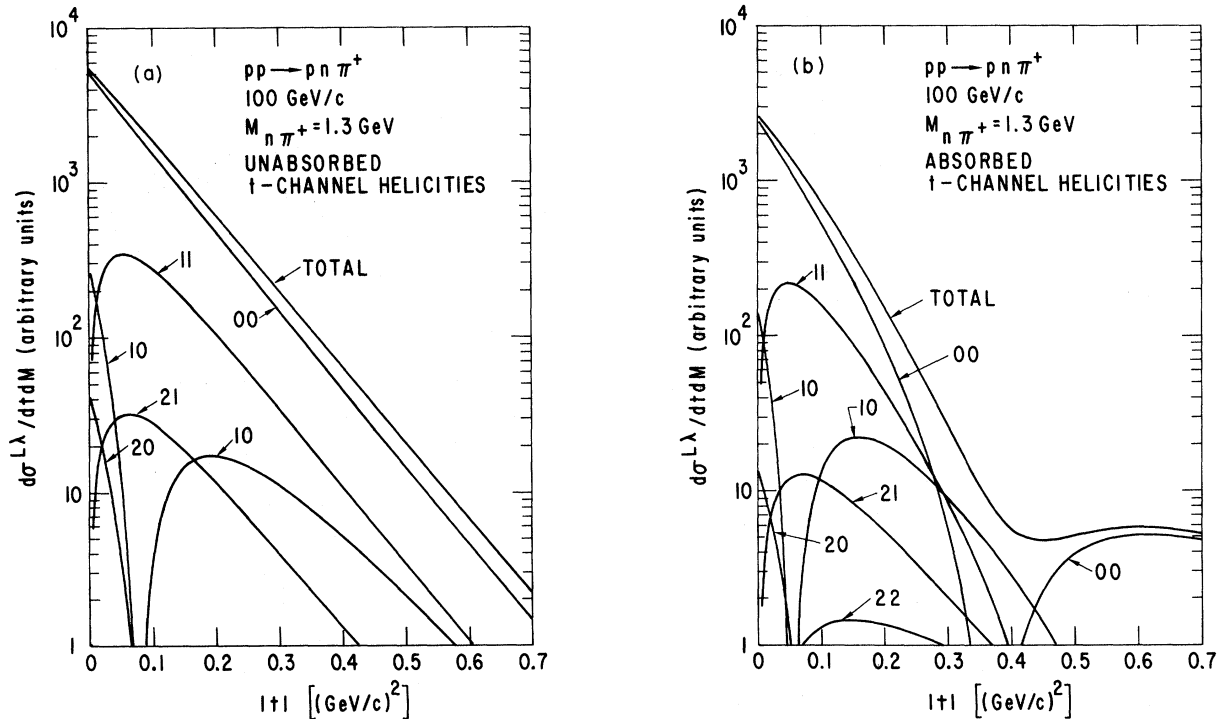 (a)
pp → pn π⁺
100 GeV/c
M_{nπ⁺} = 1.3 GeV
UNABSORBED
t-CHANNEL HELICITIES
10⁴
10³
10²
10
1
dσ^{Lλ}/dtdM (arbitrary units)
TOTAL
11
00
10
21
20
10
0 0.1 0.2 0.3 0.4 0.5 0.6 0.7
|t| [(GeV/c)²]
(b)
pp → pn π⁺
100 GeV/c
M_{nπ⁺} = 1.3 GeV
ABSORBED
t-CHANNEL HELICITIES
10⁴
10³
10²
10
1
dσ^{Lλ}/dtdM (arbitrary units)
11
TOTAL
00
10
10
21
20
22
00
0 0.1 0.2 0.3 0.4 0.5 0.6 0.7
|t| [(GeV/c)²]